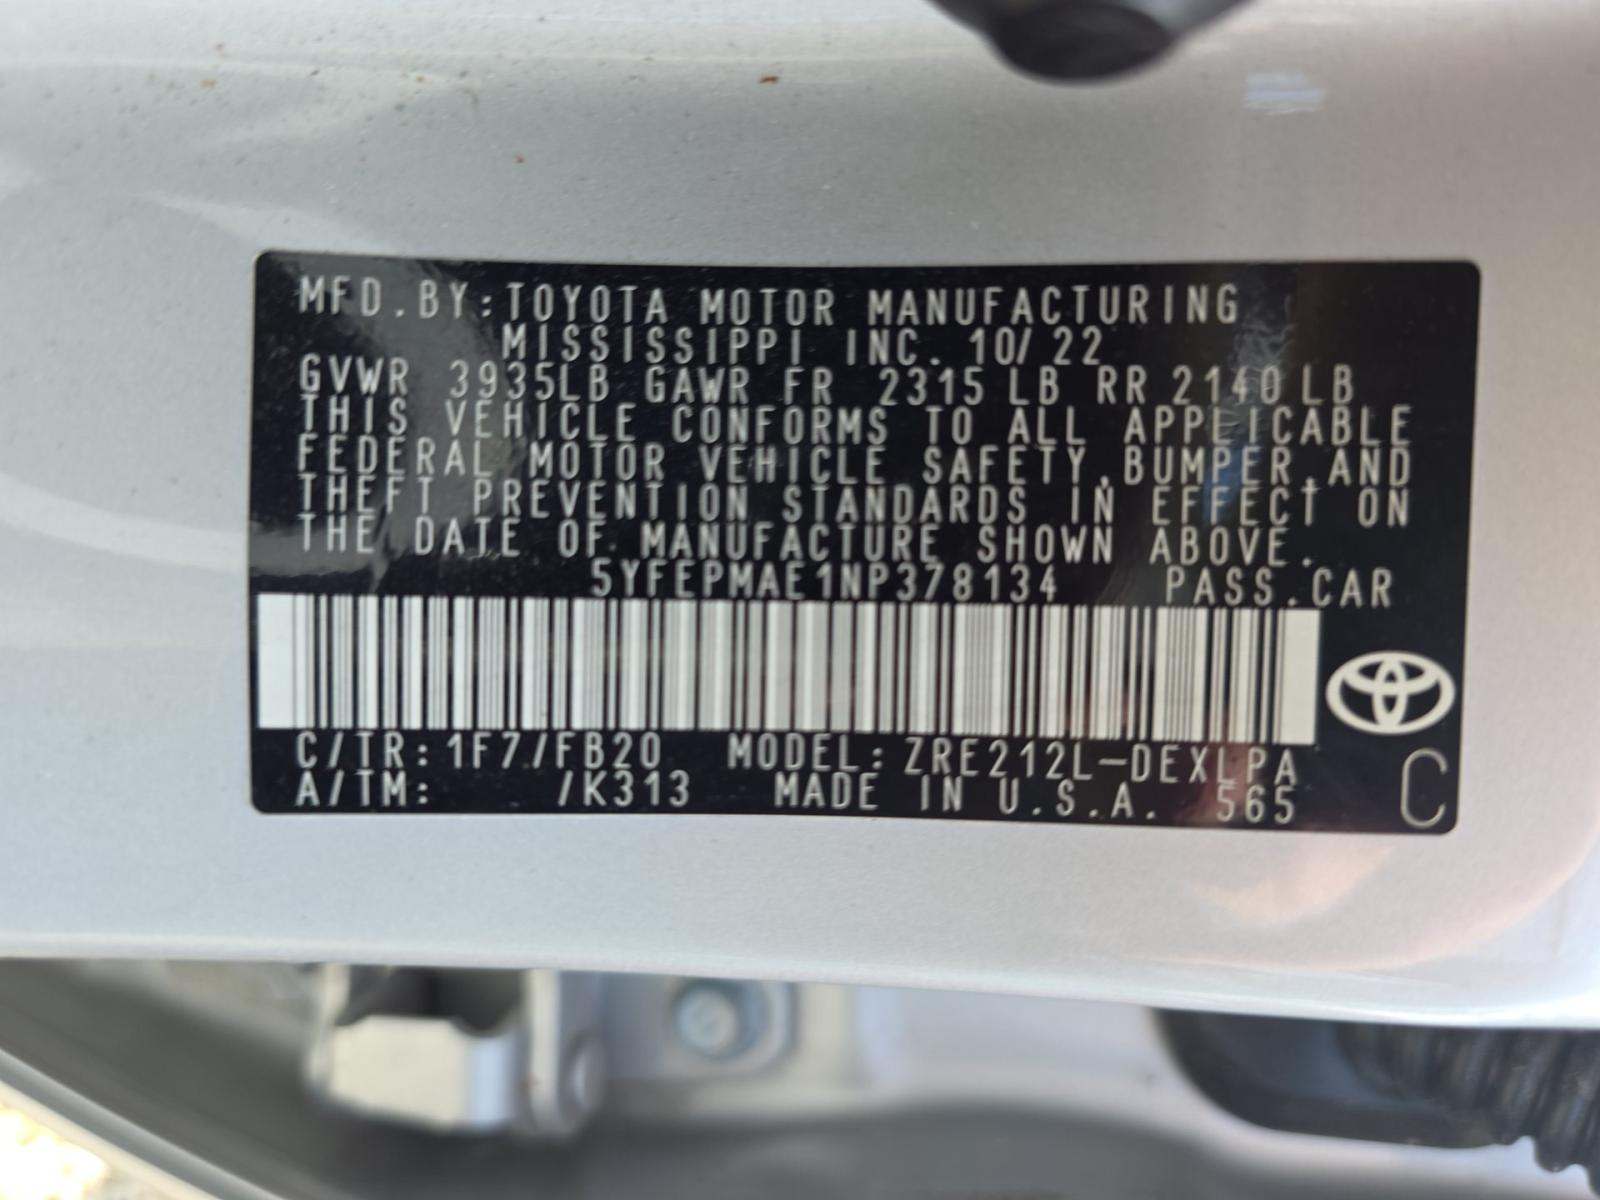 MFD.BY:TOYOTA MOTOR MANUFACTURING
MISSISSIPPI INC. 10/22
GVWR 3935LB GAWR FR 2315 LB RR 2140 LB
THIS VEHICLE CONFORMS TO ALL APPLICABLE
FEDERAL MOTOR VEHICLE SAFETY,BUMPER,AND
THEFT PREVENTION STANDARDS IN EFFECT ON
THE DATE OF MANUFACTURE SHOWN ABOVE.
5YFEPMAE1NP378134 PASS.CAR
C/TR:1F7/FB20 MODEL:ZRE212L-DEXLPA
A/TM: /K313 MADE IN U.S.A. 565
C